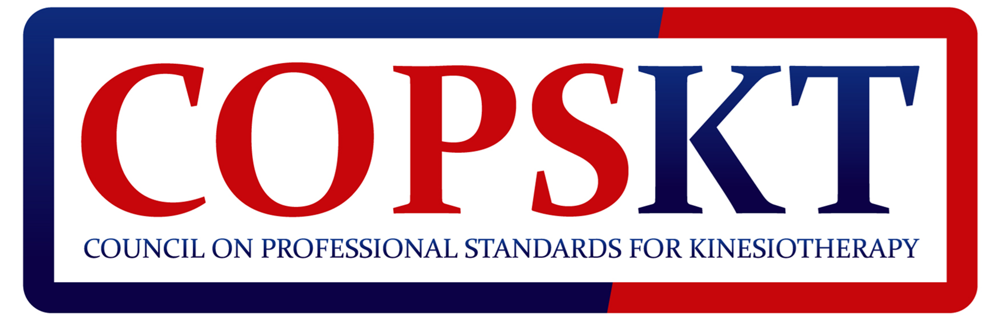 COPSKT
COUNCIL ON PROFESSIONAL STANDARDS FOR KINESIOTHERAPY